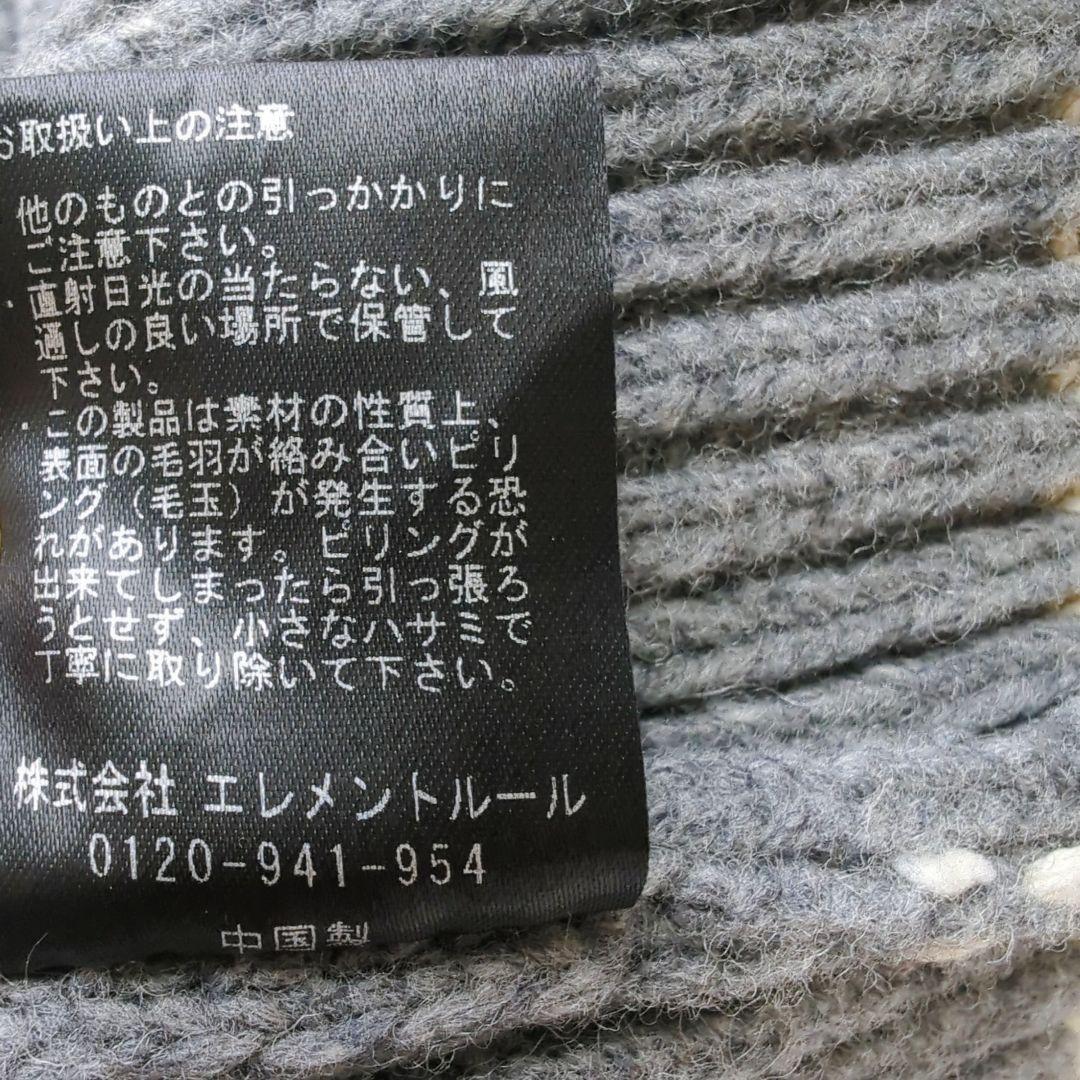 お取扱い上の注意
他のものとの引っかかりに
ご注意下さい。
・直射日光の当たらない、風
通しの良い場所で保管して
下さい。
・この製品は素材の性質上、
表面の毛羽が絡み合いピリ
ング（毛玉）が発生する恐
れがあります。ピリングが
出来てしまったら引っ張ろ
うとせず、小さなハサミで
丁寧に取り除いて下さい。
株式会社 エレメントルール
0120-941-954
中国製